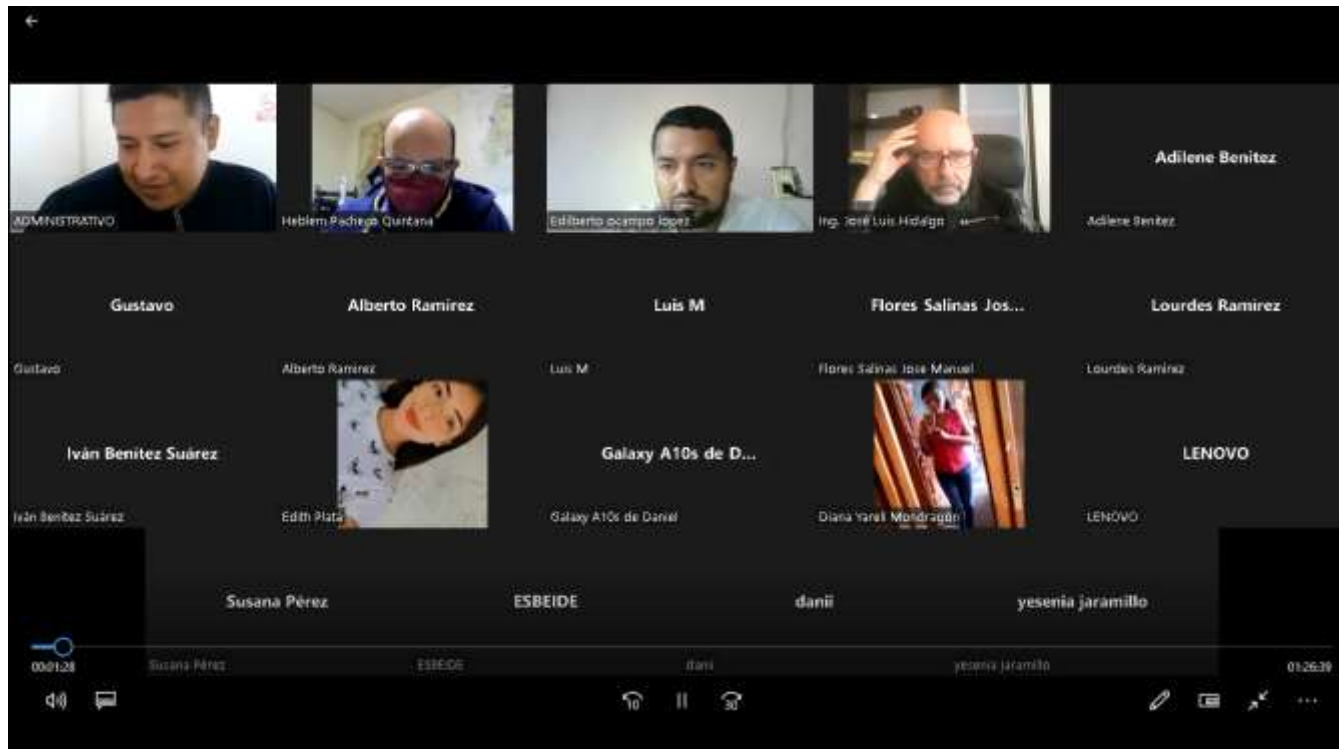 ADMINISTRATIVO
Heblem Pacheco Quintana
Edilberto ocampo lopez
Ing. José Luis Hidalgo
Adilene Benitez
Adilene Benitez
Gustavo
Alberto Ramirez
Luis M
Flores Salinas Jos...
Lourdes Ramirez
Gustavo
Alberto Ramirez
Luis M
Flores Salinas Jose Manuel
Lourdes Ramirez
Iván Benítez Suárez
Galaxy A10s de D...
LENOVO
Iván Benítez Suárez
Edith Plata
Galaxy A10s de Daniel
Diana Yareli Mondragón
LENOVO
Susana Pérez
ESBEIDE
danii
yesenia jaramillo
00:01:28
Susana Pérez
ESBEIDE
danii
yesenia jaramillo
01:26:39
10
30